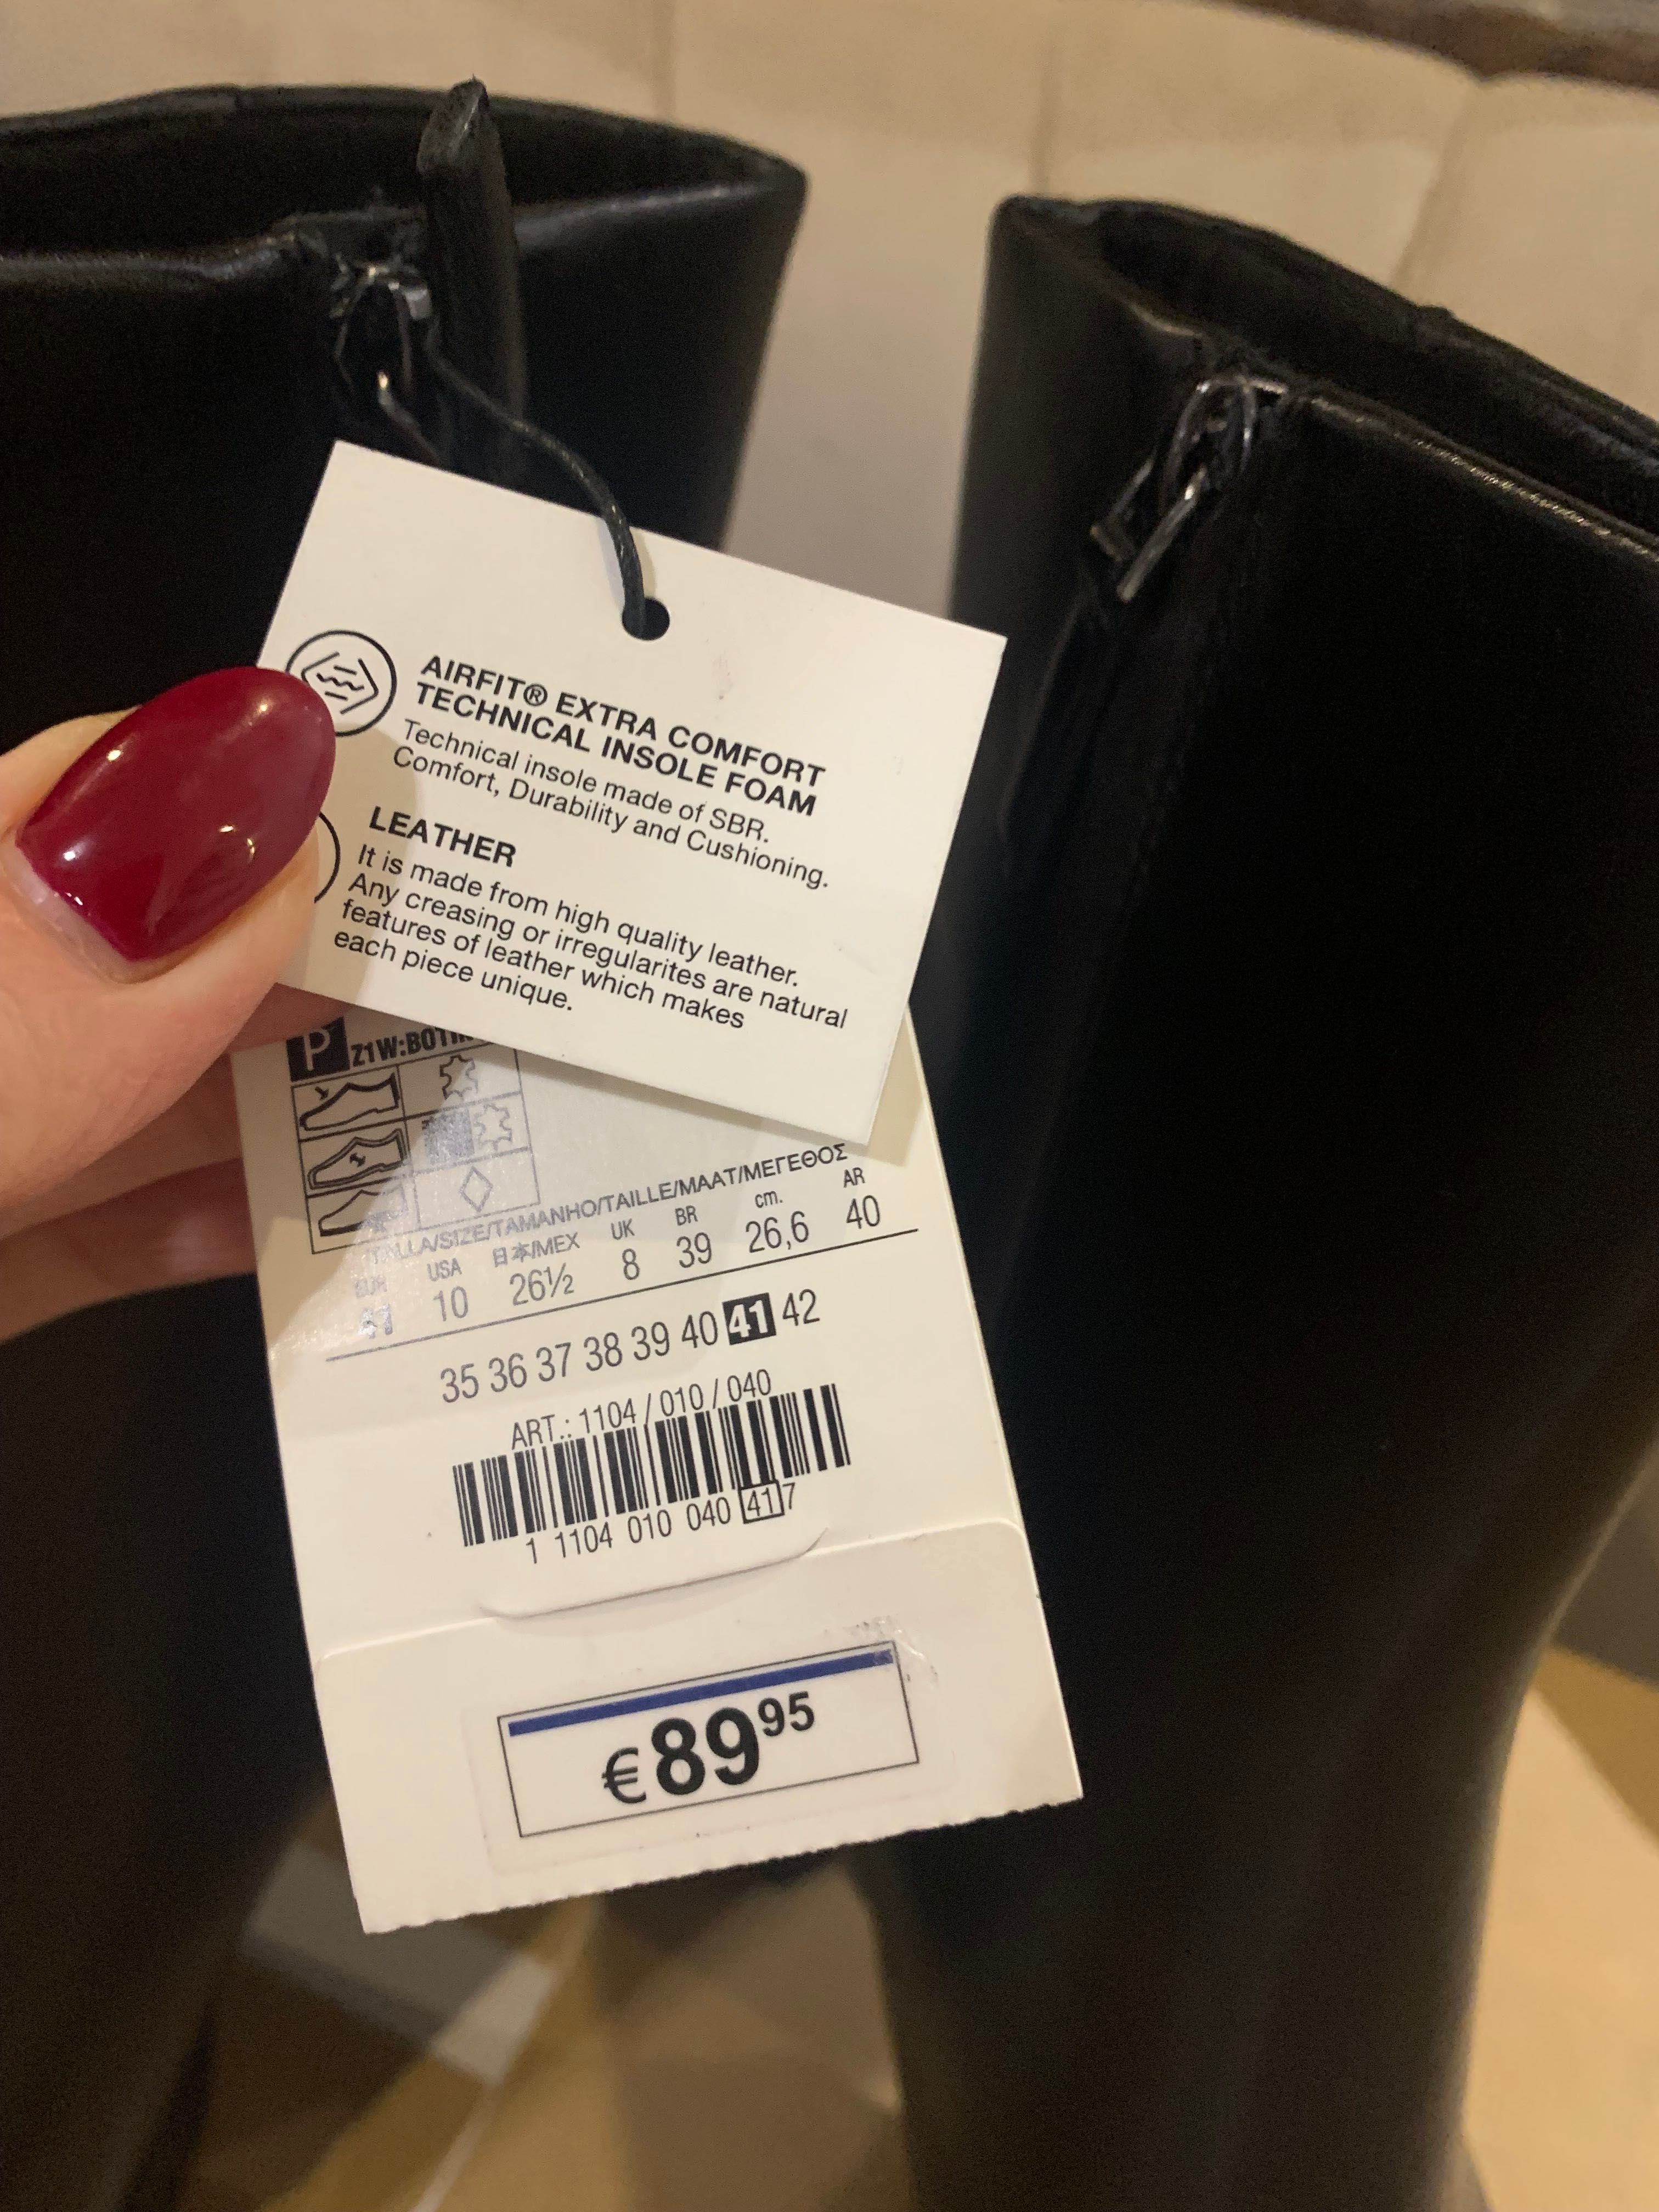 AIRFIT® EXTRA COMFORT
TECHNICAL INSOLE FOAM
Technical insole made of SBR.
Comfort, Durability and Cushioning.
LEATHER
It is made from high quality leather.
Any creasing or irregularites are natural
features of leather which makes
each piece unique.
P
TALLA/SIZE/TAMANHO/TAILLE/MAAT/ΜΕΓΕΘΟΣ
EUR USA 日本/MEX UK BR cm. AR
41 10 26½ 8 39 26,6 40
35 36 37 38 39 40 41 42
ART.: 1104 / 010 / 040
1 1104 010 040 41 7
€89 95